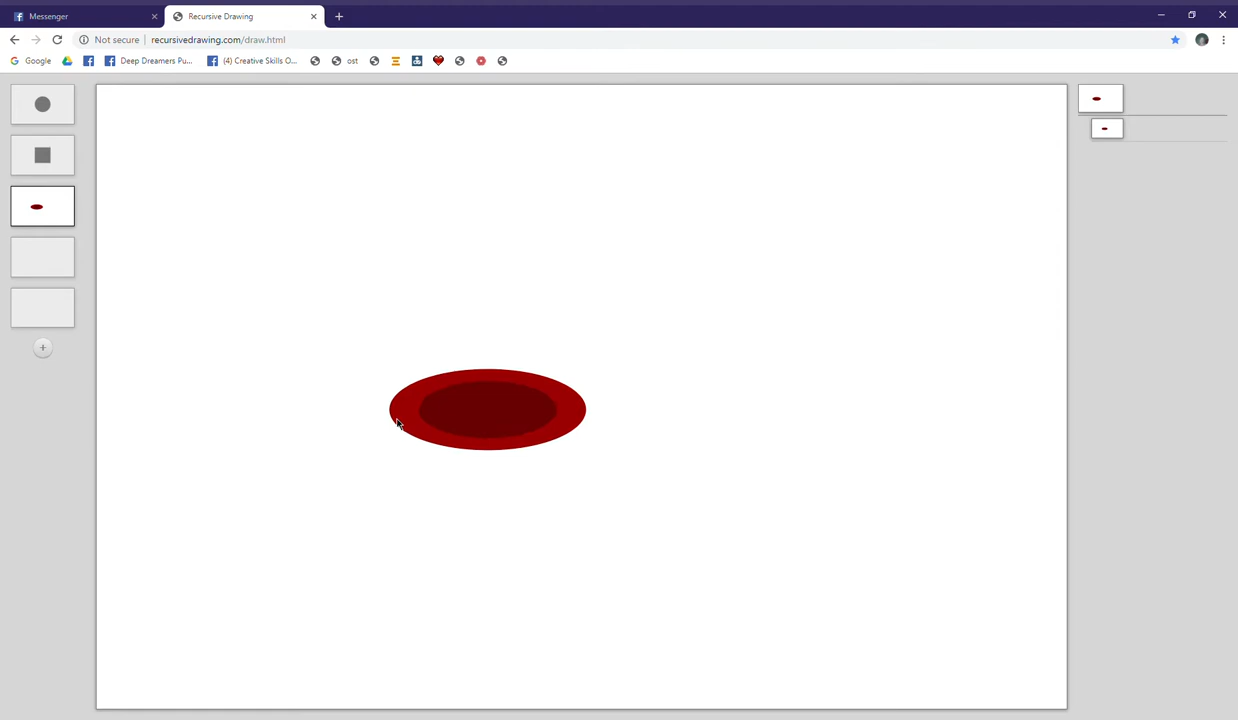 Messenger
Recursive Drawing
Not secure
recursivedrawing.com/draw.html
Google
Deep Dreamers Pu...
(4) Creative Skills O...
ost